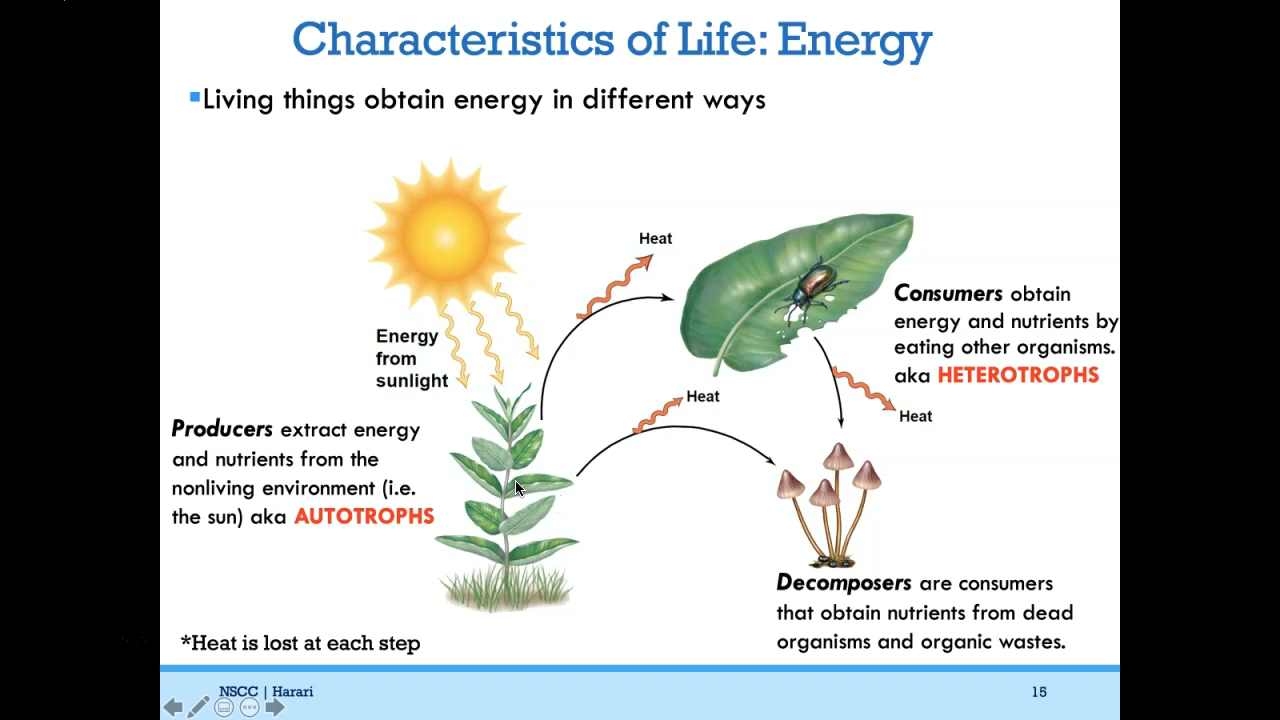 Characteristics of Life: Energy
Living things obtain energy in different ways
Heat
Energy
from
sunlight
Consumers obtain
energy and nutrients by
eating other organisms.
aka HETEROTROPHS
Heat
Heat
Producers extract energy
and nutrients from the
nonliving environment (i.e.
the sun) aka AUTOTROPHS
Decomposers are consumers
that obtain nutrients from dead
organisms and organic wastes.
*Heat is lost at each step
NSCC | Harari
15